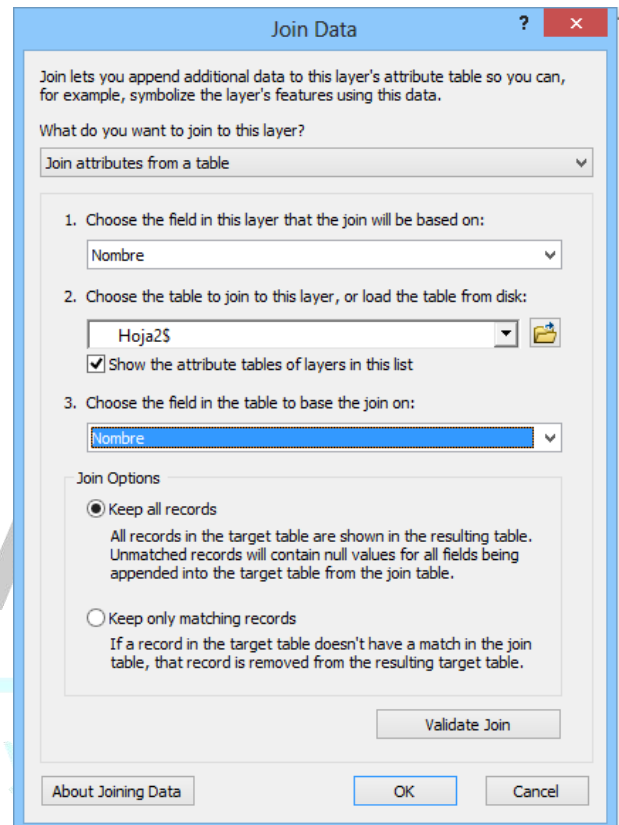 Join Data
?
×
Join lets you append additional data to this layer's attribute table so you can,
for example, symbolize the layer's features using this data.
What do you want to join to this layer?
Join attributes from a table
1. Choose the field in this layer that the join will be based on:
Nombre
2. Choose the table to join to this layer, or load the table from disk:
Hoja2$
Show the attribute tables of layers in this list
3. Choose the field in the table to base the join on:
Nombre
Join Options
Keep all records
All records in the target table are shown in the resulting table.
Unmatched records will contain null values for all fields being
appended into the target table from the join table.
Keep only matching records
If a record in the target table doesn't have a match in the join
table, that record is removed from the resulting target table.
Validate Join
About Joining Data
OK
Cancel